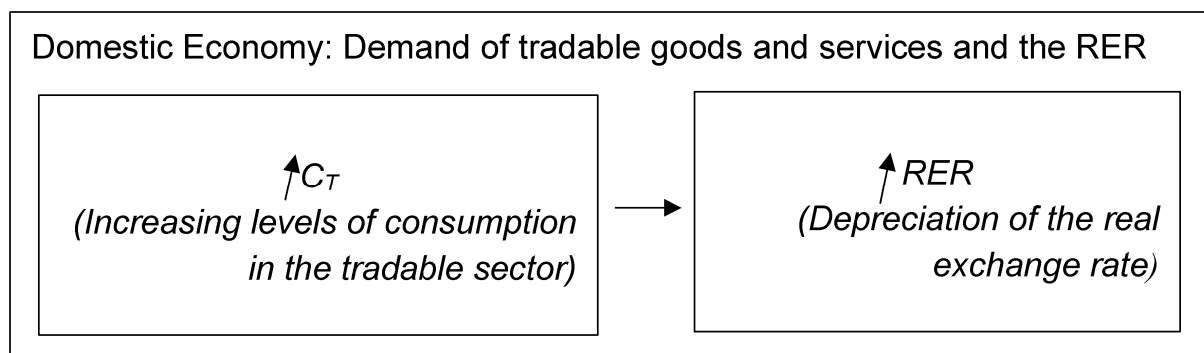 Domestic Economy: Demand of tradable goods and services and the RER
C_T
(Increasing levels of consumption
in the tradable sector)
RER
(Depreciation of the real
exchange rate)